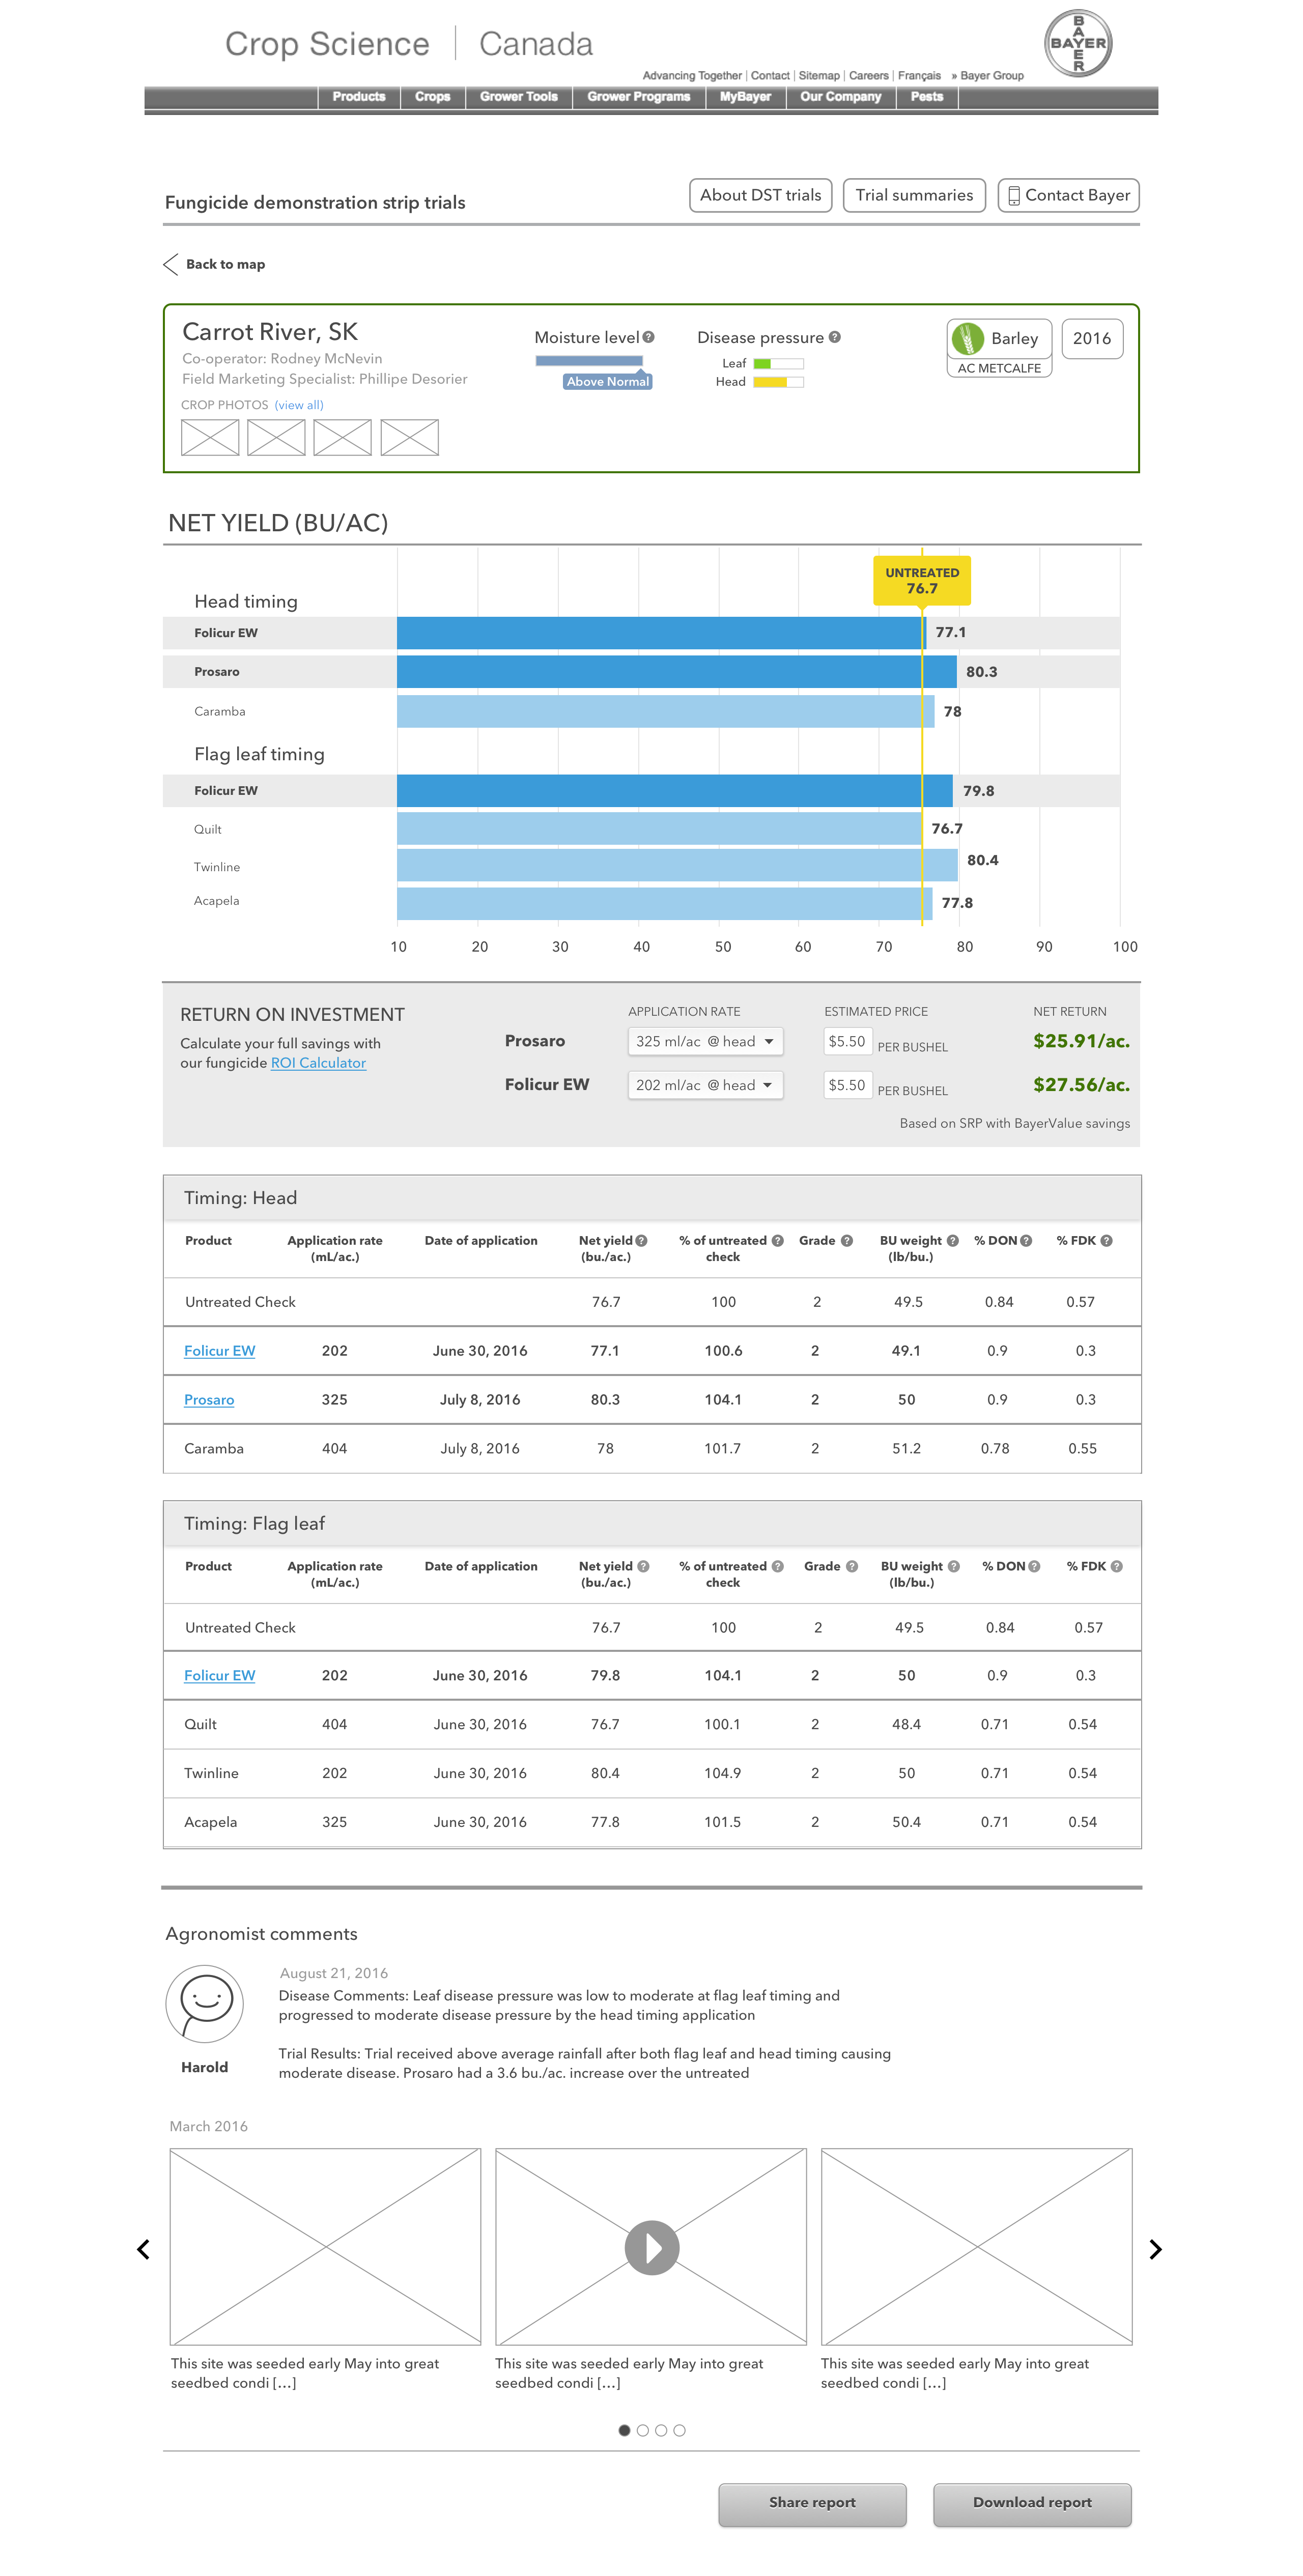 Crop Science | Canada
BAYER
BAYER
Advancing Together | Contact | Sitemap | Careers | Français » Bayer Group
Products Crops Grower Tools Grower Programs MyBayer Our Company Pests
Fungicide demonstration strip trials
About DST trials Trial summaries Contact Bayer
Back to map
Carrot River, SK
Co-operator: Rodney McNevin
Field Marketing Specialist: Phillipe Desorier
CROP PHOTOS (view all)
Moisture level ?
Above Normal
Disease pressure ?
Leaf
Head
Barley
AC METCALFE
2016
NET YIELD (BU/AC)
UNTREATED
76.7
Head timing
Folicur EW 77.1
Prosaro 80.3
Caramba 78
Flag leaf timing
Folicur EW 79.8
Quilt 76.7
Twinline 80.4
Acapela 77.8
10 20 30 40 50 60 70 80 90 100
RETURN ON INVESTMENT
Calculate your full savings with
our fungicide ROI Calculator
APPLICATION RATE ESTIMATED PRICE NET RETURN
Prosaro 325 ml/ac @ head $5.50 PER BUSHEL $25.91/ac.
Folicur EW 202 ml/ac @ head $5.50 PER BUSHEL $27.56/ac.
Based on SRP with BayerValue savings
Timing: Head
Product Application rate Date of application Net yield ? % of untreated ? Grade ? BU weight ? % DON ? % FDK ?
(mL/ac.) (bu./ac.) check (lb/bu.)
Untreated Check 76.7 100 2 49.5 0.84 0.57
Folicur EW 202 June 30, 2016 77.1 100.6 2 49.1 0.9 0.3
Prosaro 325 July 8, 2016 80.3 104.1 2 50 0.9 0.3
Caramba 404 July 8, 2016 78 101.7 2 51.2 0.78 0.55
Timing: Flag leaf
Product Application rate Date of application Net yield ? % of untreated ? Grade ? BU weight ? % DON ? % FDK ?
(mL/ac.) (bu./ac.) check (lb/bu.)
Untreated Check 76.7 100 2 49.5 0.84 0.57
Folicur EW 202 June 30, 2016 79.8 104.1 2 50 0.9 0.3
Quilt 404 June 30, 2016 76.7 100.1 2 48.4 0.71 0.54
Twinline 202 June 30, 2016 80.4 104.9 2 50 0.71 0.54
Acapela 325 June 30, 2016 77.8 101.5 2 50.4 0.71 0.54
Agronomist comments
Harold
August 21, 2016
Disease Comments: Leaf disease pressure was low to moderate at flag leaf timing and
progressed to moderate disease pressure by the head timing application
Trial Results: Trial received above average rainfall after both flag leaf and head timing causing
moderate disease. Prosaro had a 3.6 bu./ac. increase over the untreated
March 2016
This site was seeded early May into great
seedbed condi [...]
This site was seeded early May into great
seedbed condi [...]
This site was seeded early May into great
seedbed condi [...]
Share report Download report